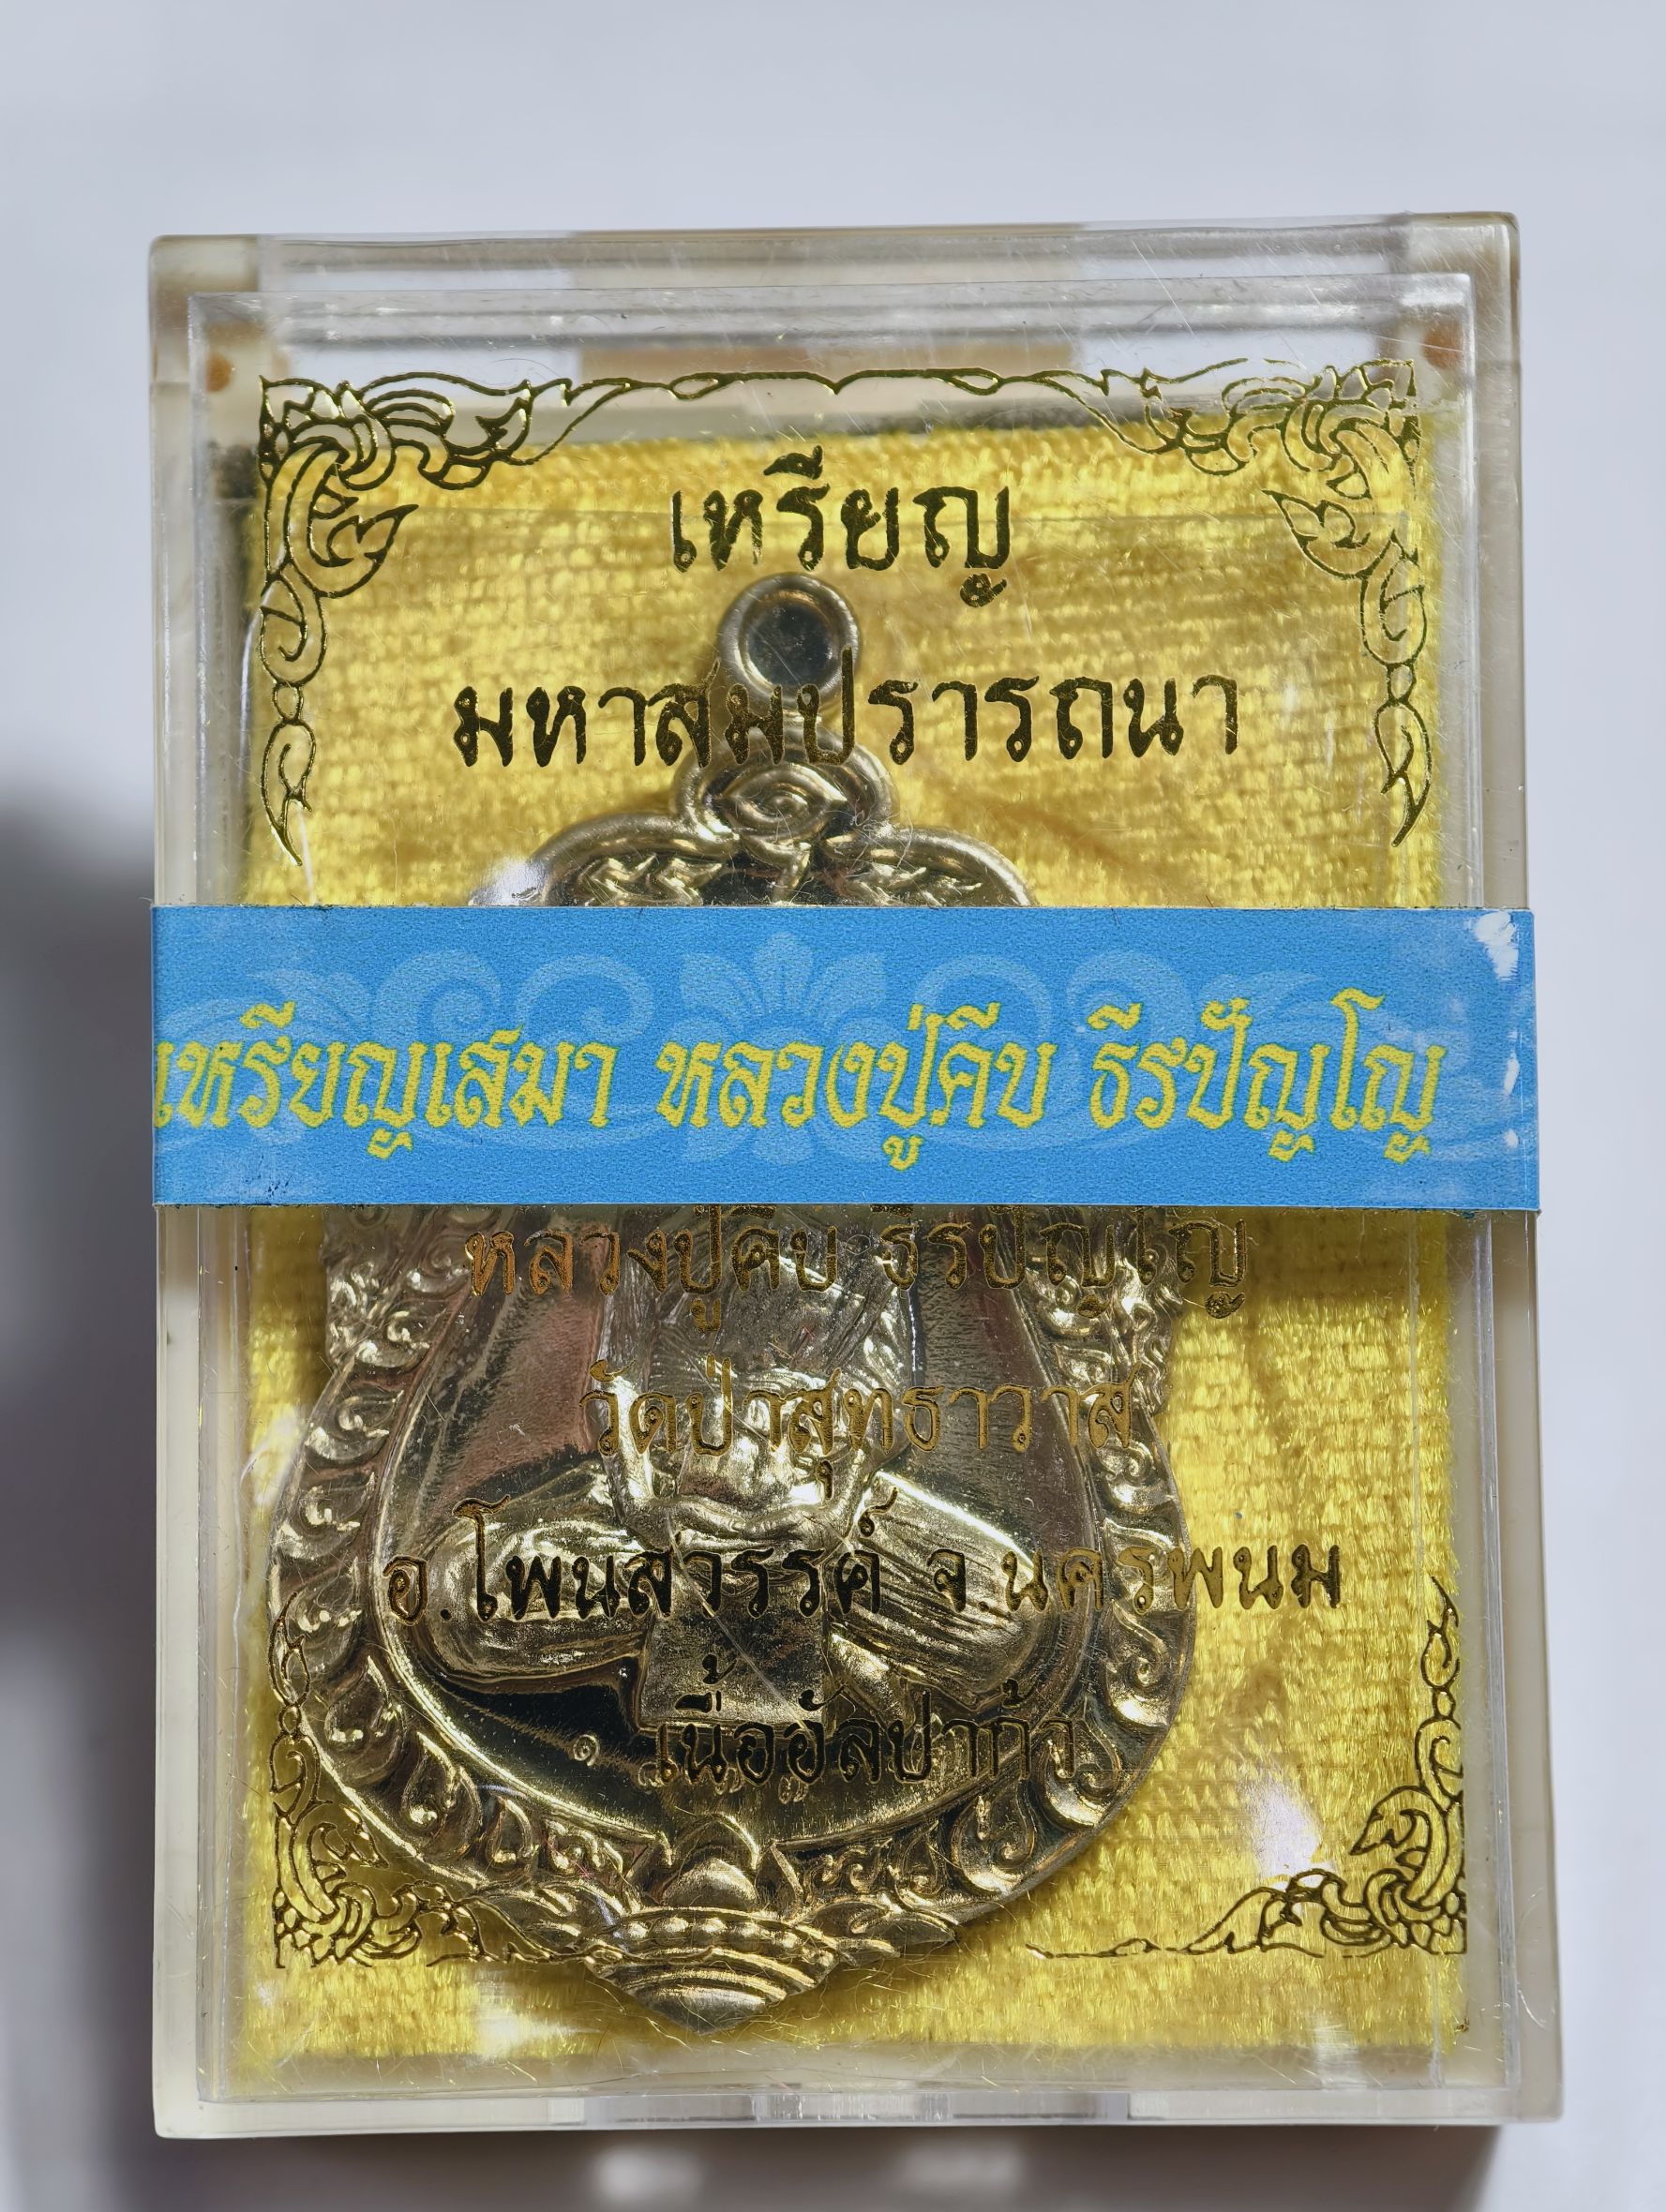 เหรียญ
มหาสมปรารถนา
เหรียญเสมา หลวงปู่คีบ ธีรปัญโญ
หลวงปู่คีบ ธีรปัญโญ
วัดป่าสุทธาวาส
อ.โพนสวรรค์ จ.นครพนม
เนื้ออัลปาก้า